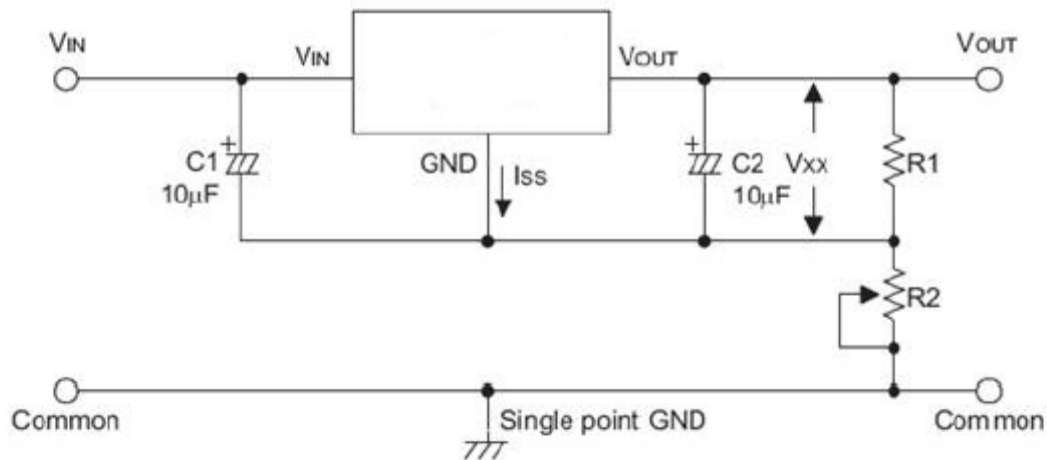 VIN
VIN
VOUT
VOUT
C1
10μF
GND
ISS
C2
10μF
VXX
R1
R2
Common
Single point GND
Common